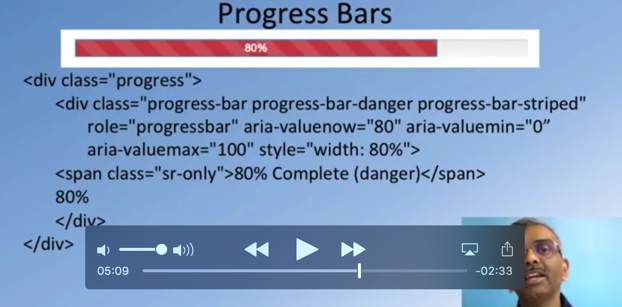 Progress Bars
80%
<div class="progress">
<div class="progress-bar progress-bar-danger progress-bar-striped"
role="progressbar" aria-valuenow="80" aria-valuemin="0”
aria-valuemax="100" style="width: 80%">
<span class="sr-only">80% Complete (danger)</span>
80%
</div>
</div>
05:09
-02:33